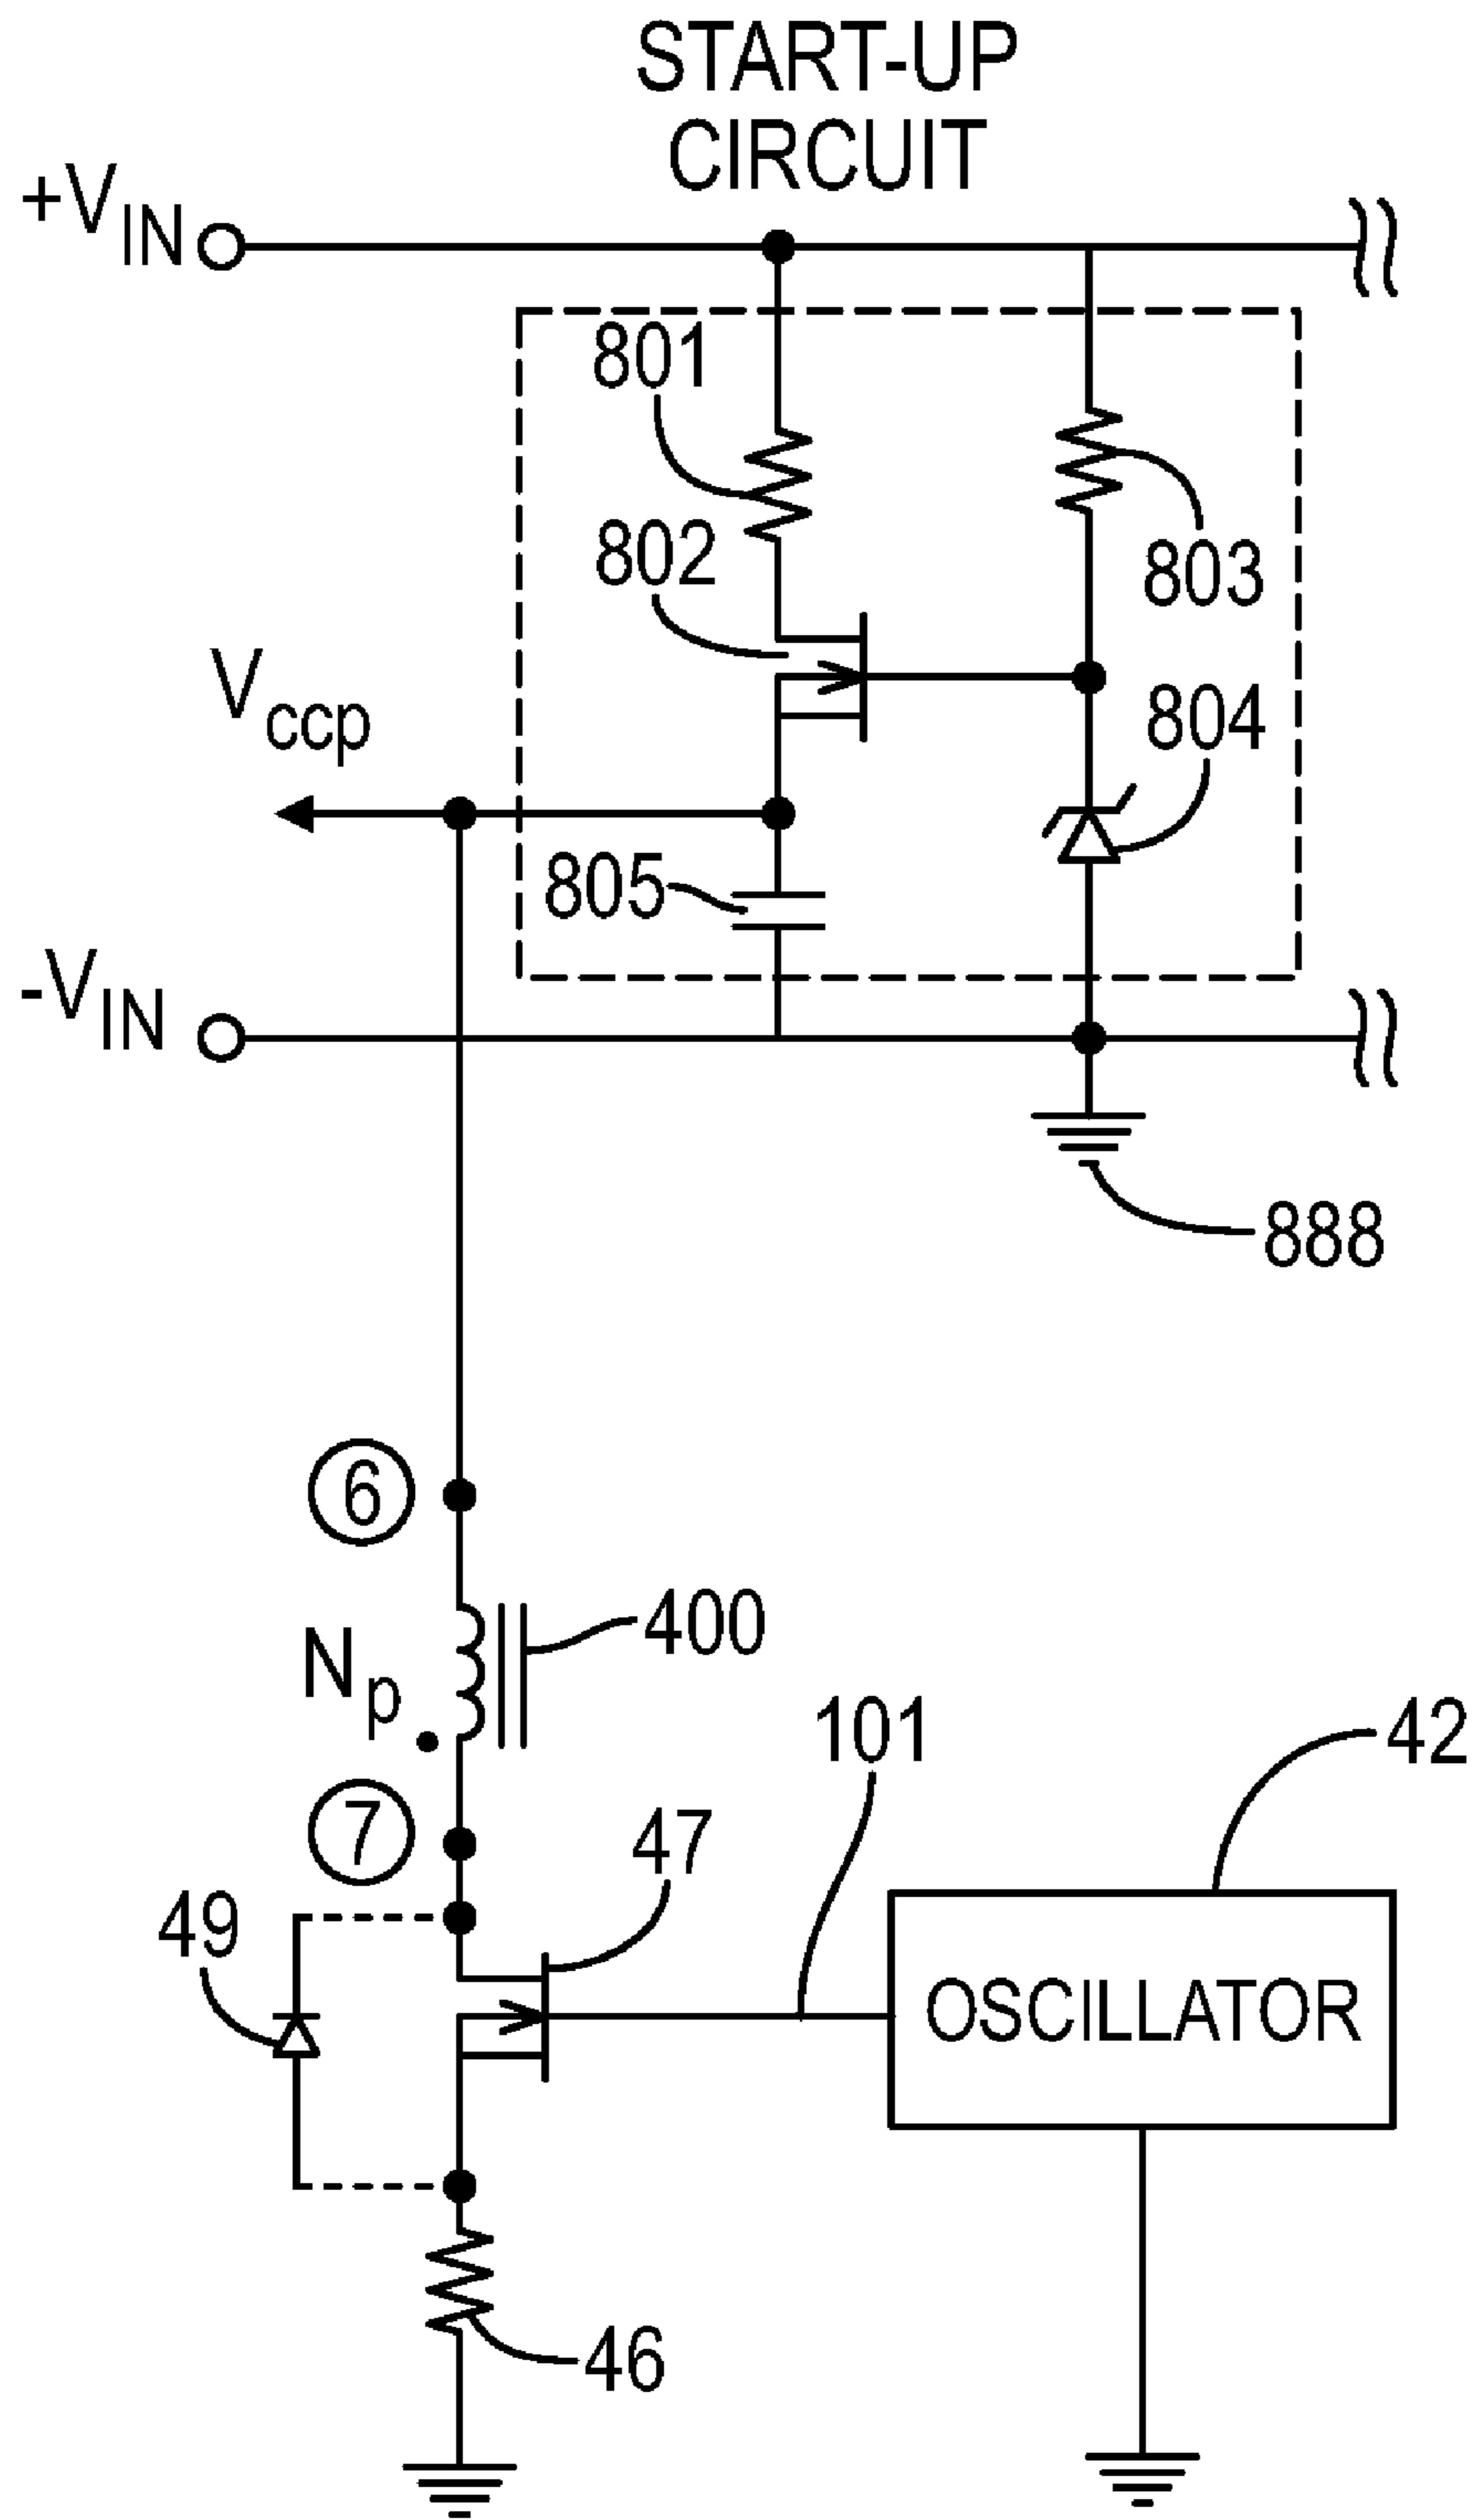 START-UP
CIRCUIT
+VIN
801
802
803
Vccp
804
805
-VIN
888
6
400
Np
101
42
7
47
49
OSCILLATOR
46